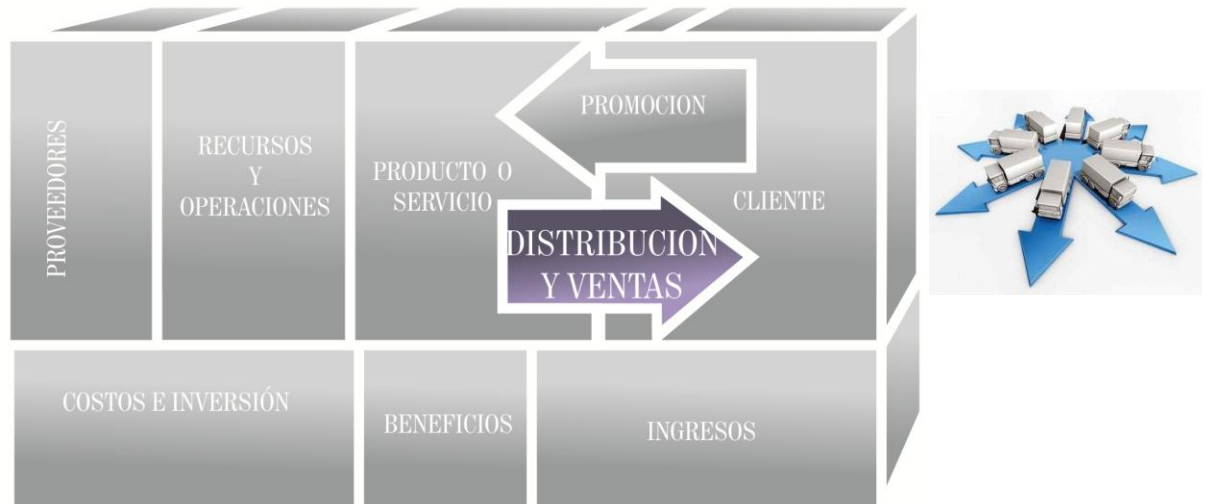 PROVEEDORES
RECURSOS
Y
OPERACIONES
PRODUCTO O
SERVICIO
PROMOCION
CLIENTE
DISTRIBUCION
Y VENTAS
COSTOS E INVERSIÓN
BENEFICIOS
INGRESOS